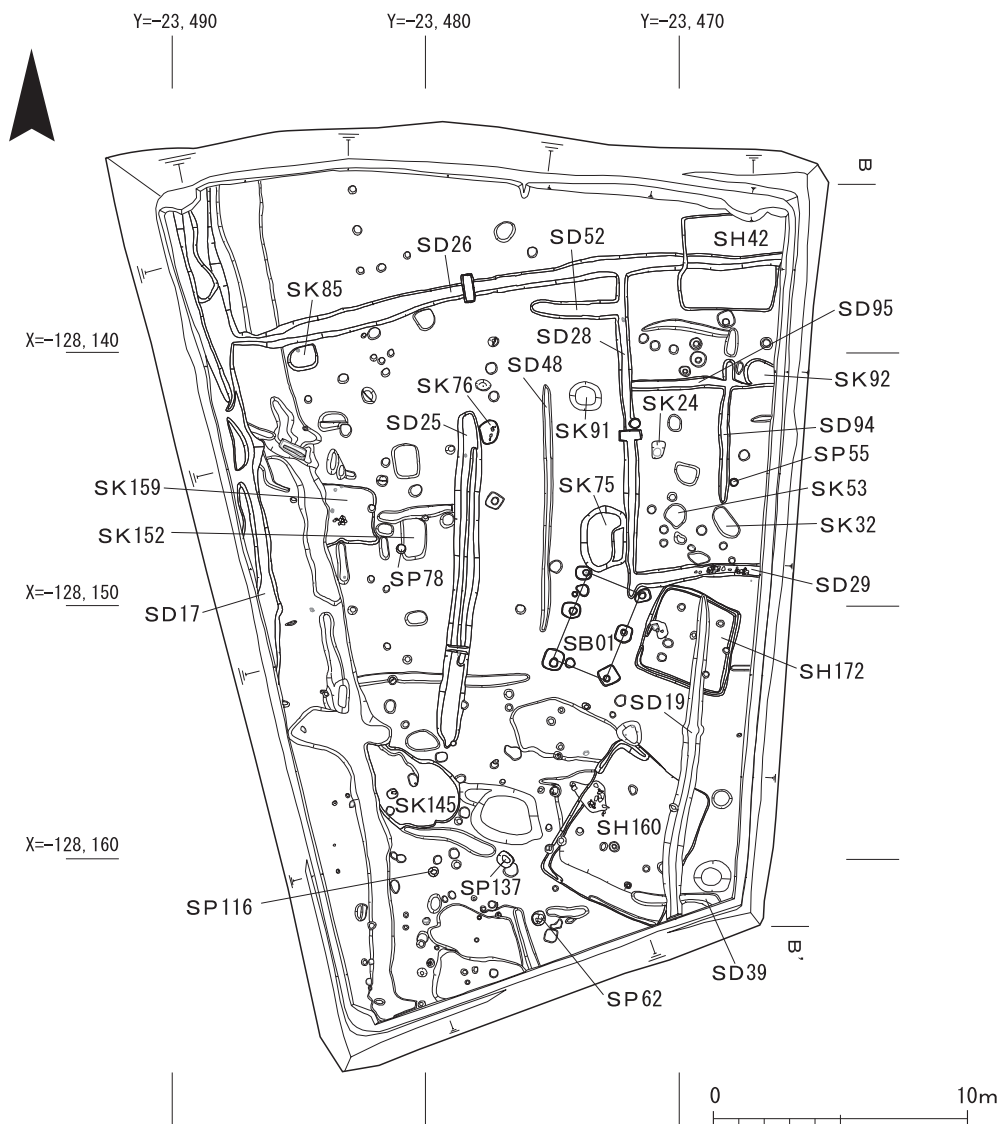 Y=-23,490
Y=-23,480
Y=-23,470
B
SH42
SD52
SD26
SK85
SD95
X=-128,140
SD28
SD48
SK92
SK76
SK24
SD25
SK91
SD94
SP55
SK159
SK75
SK53
SK32
SK152
SP78
SD29
X=-128,150
SD17
SB01
SH172
SD19
SK145
SH160
X=-128,160
SP137
SP116
B'
SD39
SP62
0
10m